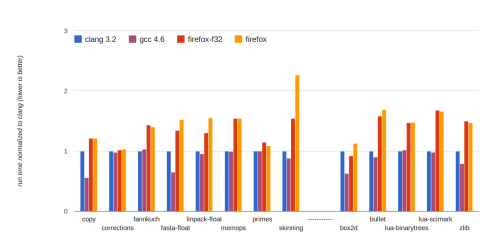 3
clang 3.2 gcc 4.6 firefox-f32 firefox
2
1
0
run time normalized to clang (lower is better)
copy fannkuch linpack-float primes ---------- bullet lua-scimark
corrections fasta-float memops skinning box2d lua-binarytrees zlib